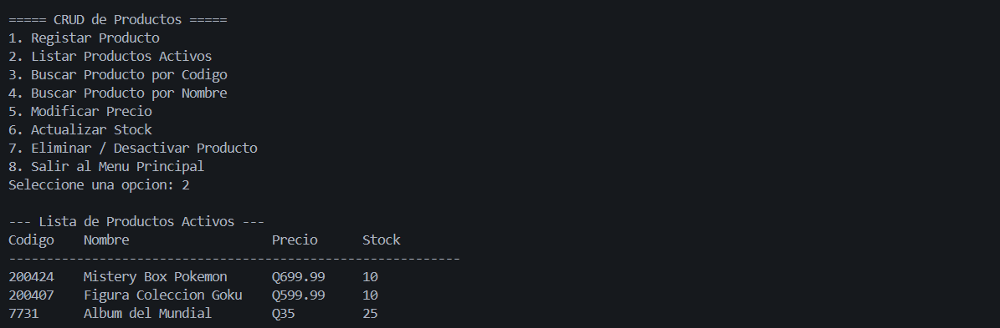 ===== CRUD de Productos =====
1. Registar Producto
2. Listar Productos Activos
3. Buscar Producto por Codigo
4. Buscar Producto por Nombre
5. Modificar Precio
6. Actualizar Stock
7. Eliminar / Desactivar Producto
8. Salir al Menu Principal
Seleccione una opcion: 2

--- Lista de Productos Activos ---
Codigo    Nombre                   Precio      Stock
------------------------------------------------------------
200424    Mistery Box Pokemon      Q699.99     10
200407    Figura Coleccion Goku    Q599.99     10
7731      Album del Mundial        Q35         25